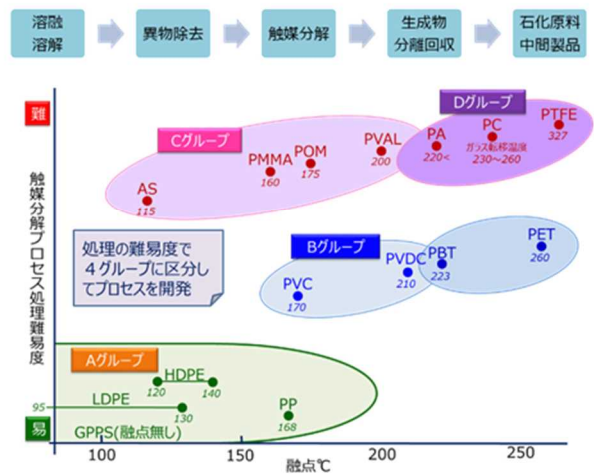 溶融
溶解
異物除去
触媒分解
生成物
分離回収
石化原料
中間製品
難
触媒分解プロセス処理難易度
易
Dグループ
Cグループ
PTFE
327
PC
ガラス転移温度
230～260
PA
220<
PVAL
200
POM
175
PMMA
160
AS
115
処理の難易度で
４グループに区分し
てプロセスを開発
Bグループ
PET
260
PBT
223
PVDC
210
PVC
170
Aグループ
HDPE
120
140
LDPE
95
130
PP
168
GPPS(融点無し)
100
150
200
250
融点℃